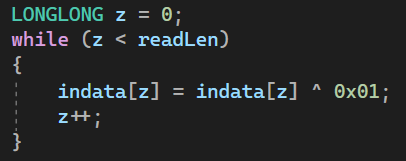 LONGLONG z = 0;
while (z < readLen)
{
    indata[z] = indata[z] ^ 0x01;
    z++;
}